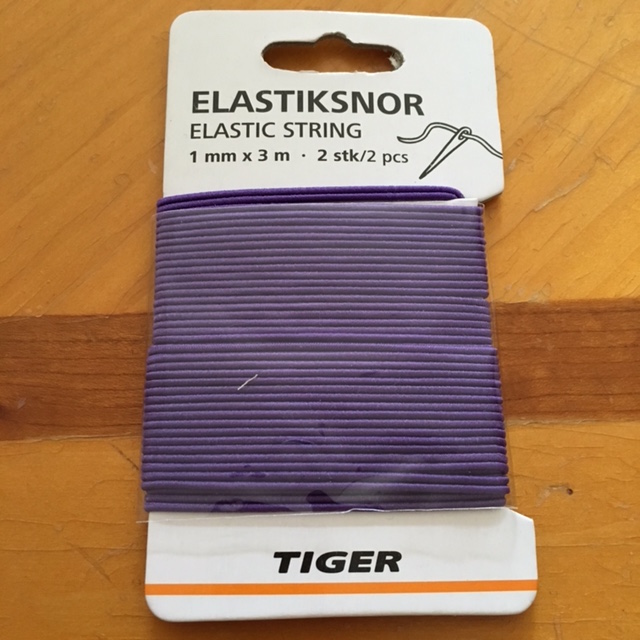 ELASTIKSNOR
ELASTIC STRING
1 mm x 3 m · 2 stk/2 pcs
TIGER